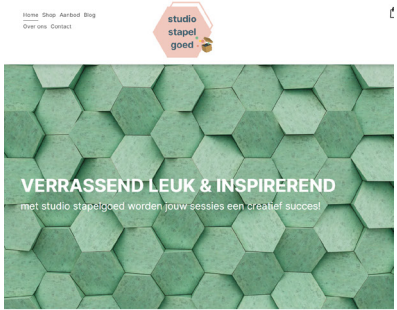 Home Shop Aanbod Blog
Over ons Contact
studio
stapel
goed
VERRASSEND LEUK & INSPIREREND
met studio stapelgoed worden jouw sessies een creatief succes!